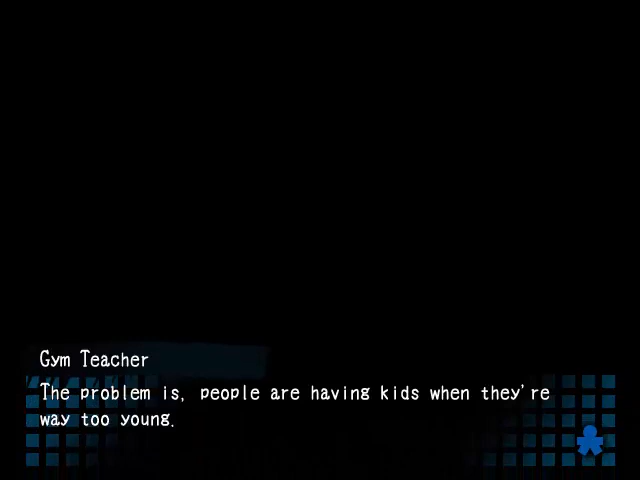 Gym Teacher
The problem is, people are having kids when they're
way too young.